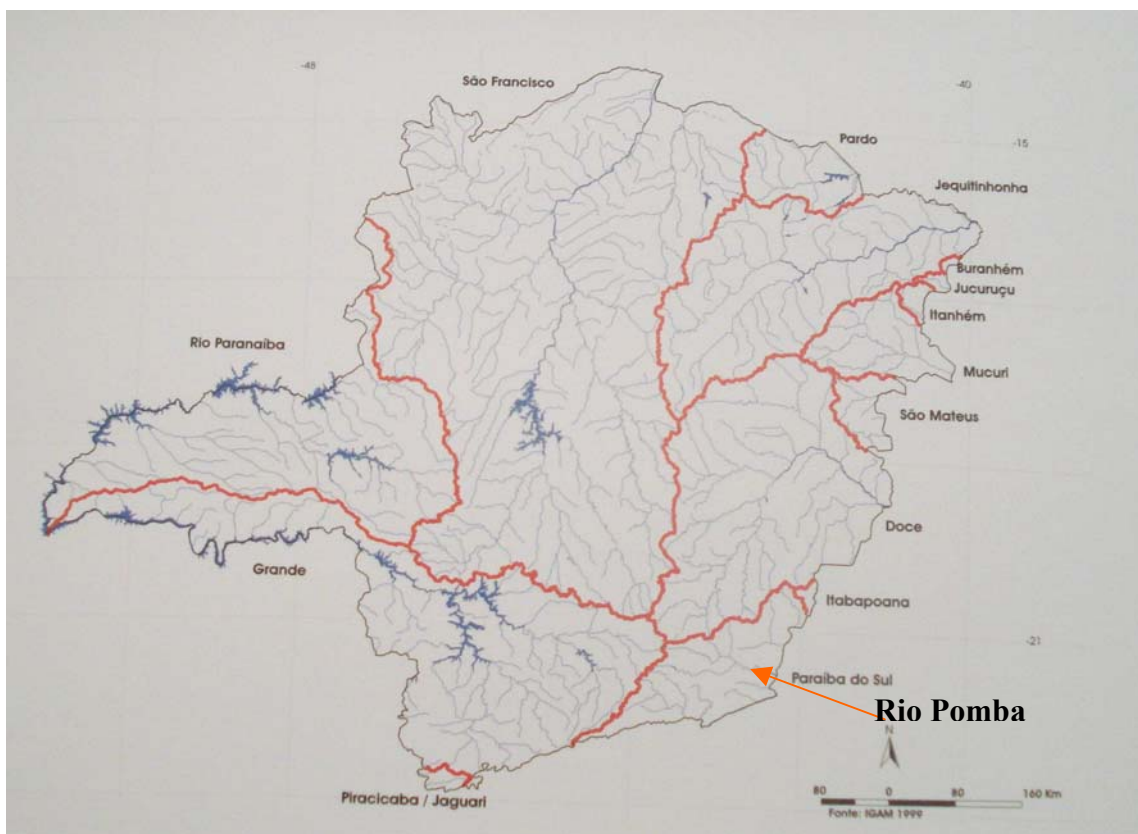 -48
São Francisco
-40
Pardo
-15
Jequitinhonha
Buranhém
Jucuruçu
Itanhém
Rio Paranaíba
Mucuri
São Mateus
Doce
Grande
Itabapoana
-21
Paraíba do Sul
Rio Pomba
N
Piracicaba / Jaguari
80 0 80 160 Km
Fonte: IGAM 1999